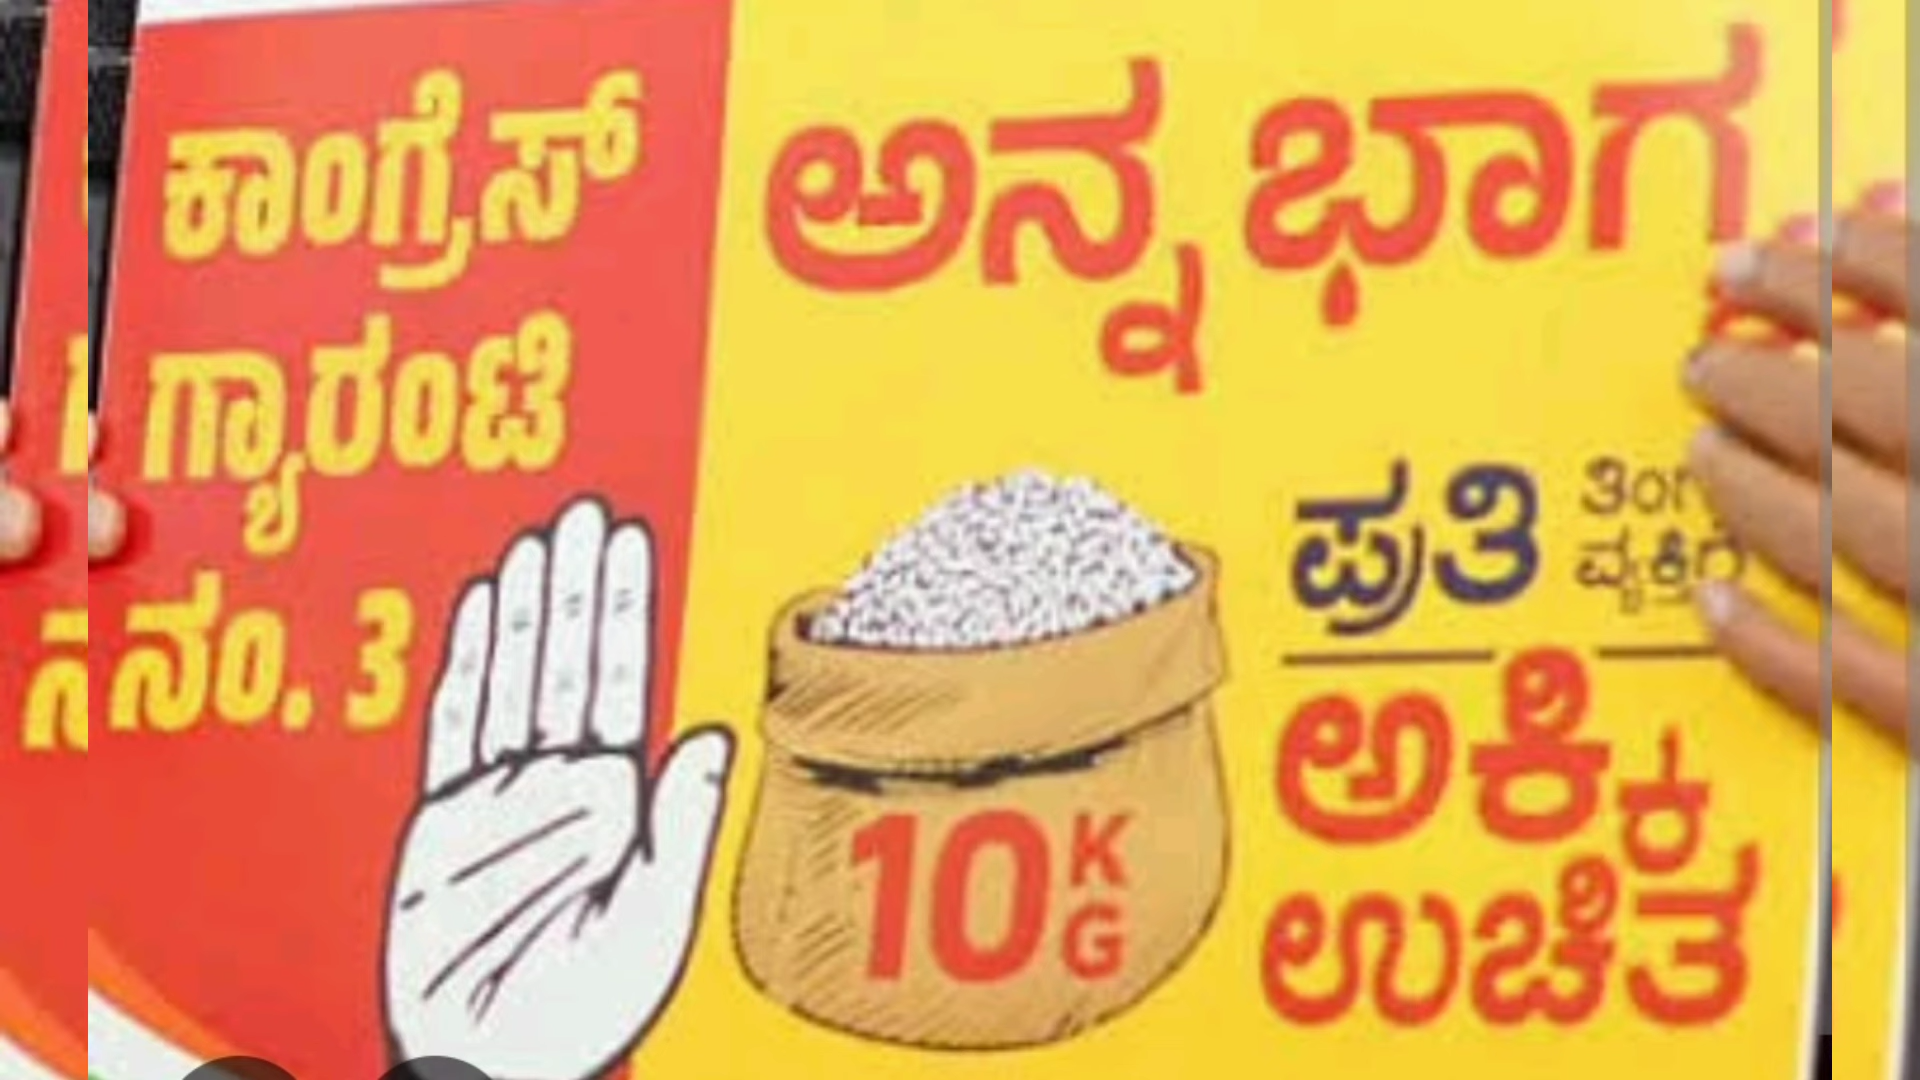 ಕಾಂಗ್ರೆಸ್
ಗ್ಯಾರಂಟಿ
ನಂ. 3
ಅನ್ನ ಭಾಗ
10 KG
ಪ್ರತಿ
ಅಕ್ಕಿ
ಉಚಿತ